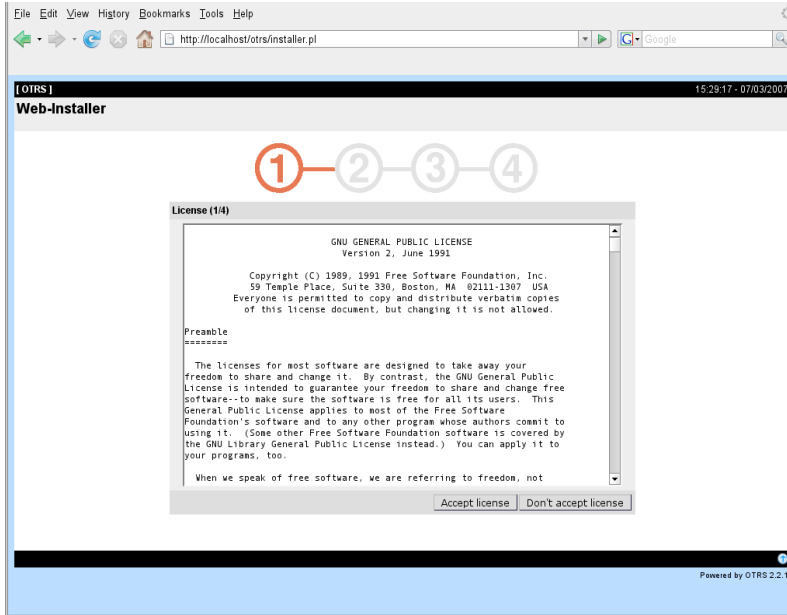 File Edit View History Bookmarks Tools Help
http://localhost/otrs/installer.pl
G Google
[ OTRS ] 15:29:17 - 07/03/2007
Web-Installer
1 2 3 4
License (1/4)
GNU GENERAL PUBLIC LICENSE
Version 2, June 1991
Copyright (C) 1989, 1991 Free Software Foundation, Inc.
59 Temple Place, Suite 330, Boston, MA 02111-1307 USA
Everyone is permitted to copy and distribute verbatim copies
of this license document, but changing it is not allowed.
Preamble
========
The licenses for most software are designed to take away your
freedom to share and change it. By contrast, the GNU General Public
License is intended to guarantee your freedom to share and change free
software--to make sure the software is free for all its users. This
General Public License applies to most of the Free Software
Foundation's software and to any other program whose authors commit to
using it. (Some other Free Software Foundation software is covered by
the GNU Library General Public License instead.) You can apply it to
your programs, too.
When we speak of free software, we are referring to freedom, not
Accept license Don't accept license
Powered by OTRS 2.2.1